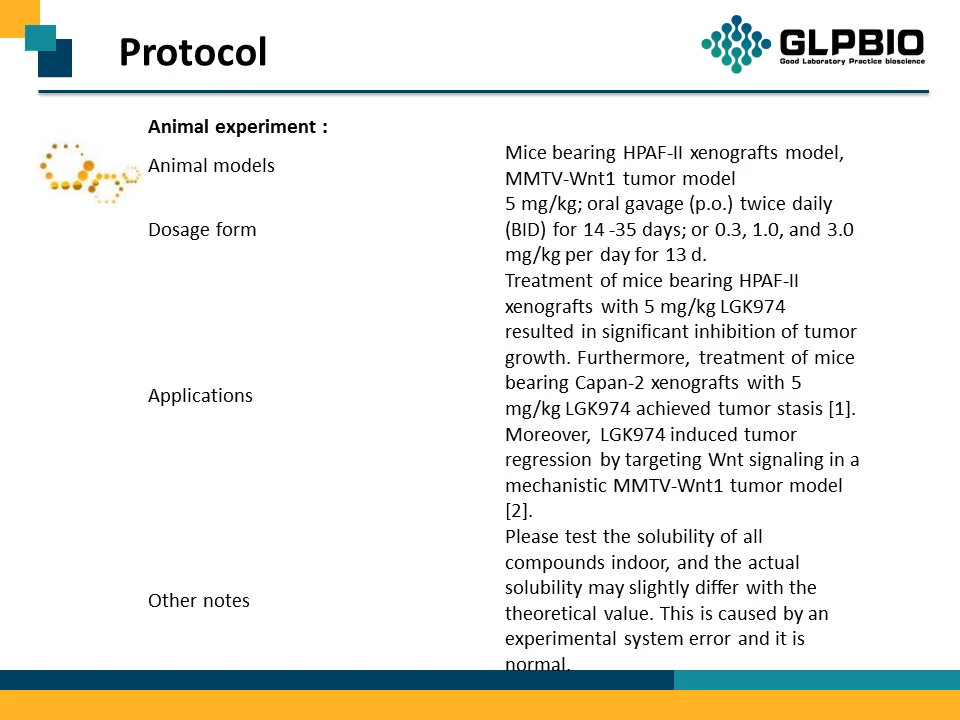 Protocol
GLPBIO
Good Laboratory Practice bioscience
Animal experiment :
Animal models
Mice bearing HPAF-II xenografts model,
MMTV-Wnt1 tumor model
Dosage form
5 mg/kg; oral gavage (p.o.) twice daily
(BID) for 14 -35 days; or 0.3, 1.0, and 3.0
mg/kg per day for 13 d.
Applications
Treatment of mice bearing HPAF-II
xenografts with 5 mg/kg LGK974
resulted in significant inhibition of tumor
growth. Furthermore, treatment of mice
bearing Capan-2 xenografts with 5
mg/kg LGK974 achieved tumor stasis [1].
Moreover, LGK974 induced tumor
regression by targeting Wnt signaling in a
mechanistic MMTV-Wnt1 tumor model
[2].
Other notes
Please test the solubility of all
compounds indoor, and the actual
solubility may slightly differ with the
theoretical value. This is caused by an
experimental system error and it is
normal.